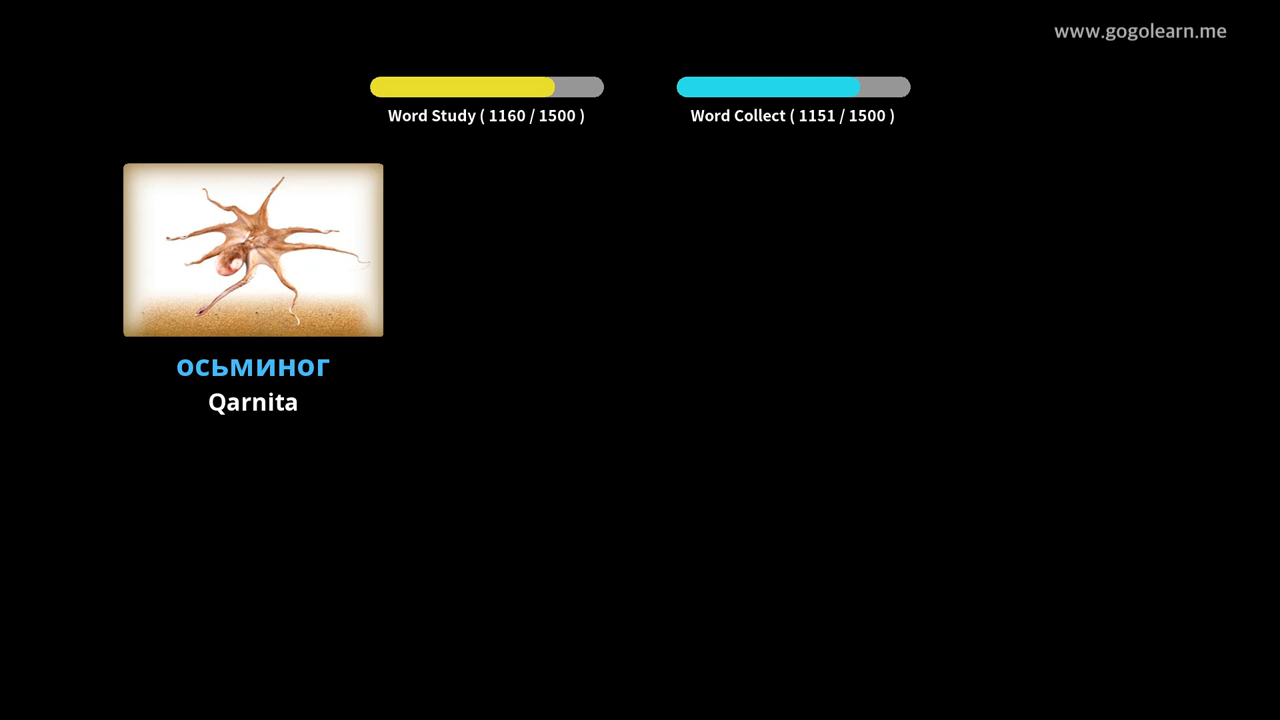 www.gogolearn.me
Word Study ( 1160 / 1500 )
Word Collect ( 1151 / 1500 )
осьминог
Qarnita